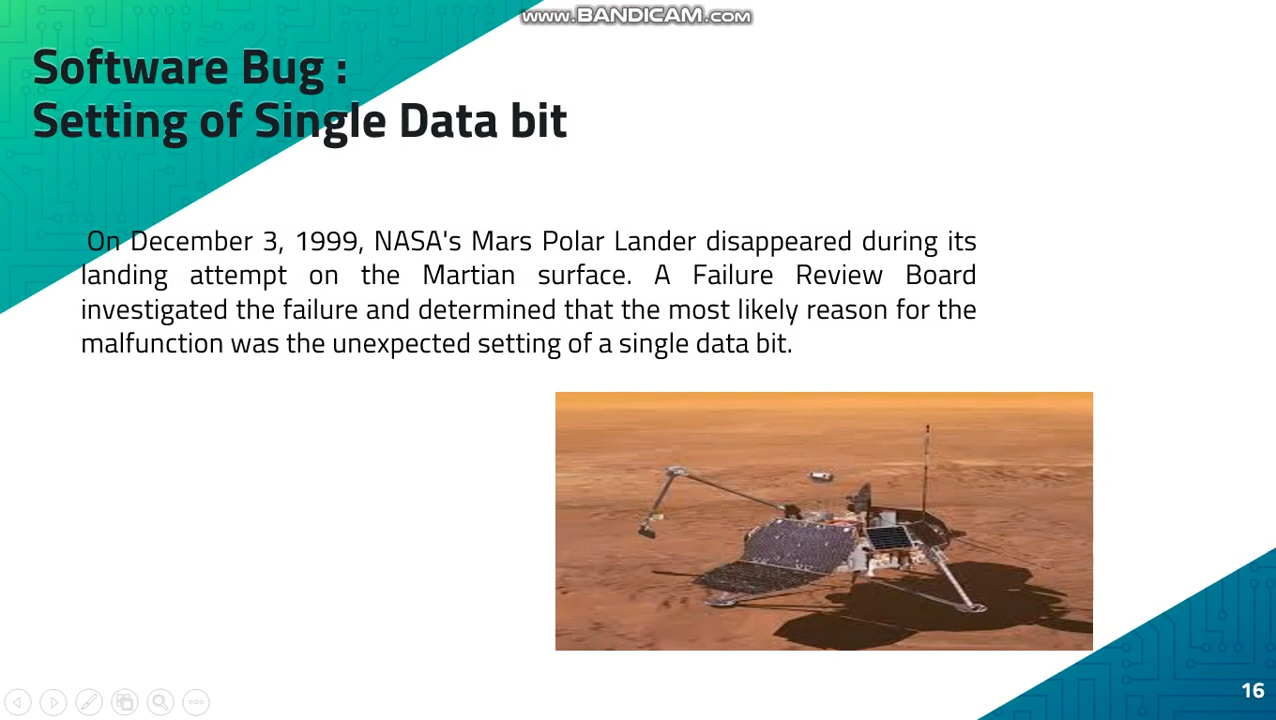 www.BANDICAM.com
Software Bug :
Setting of Single Data bit
On December 3, 1999, NASA's Mars Polar Lander disappeared during its
landing attempt on the Martian surface. A Failure Review Board
investigated the failure and determined that the most likely reason for the
malfunction was the unexpected setting of a single data bit.
16